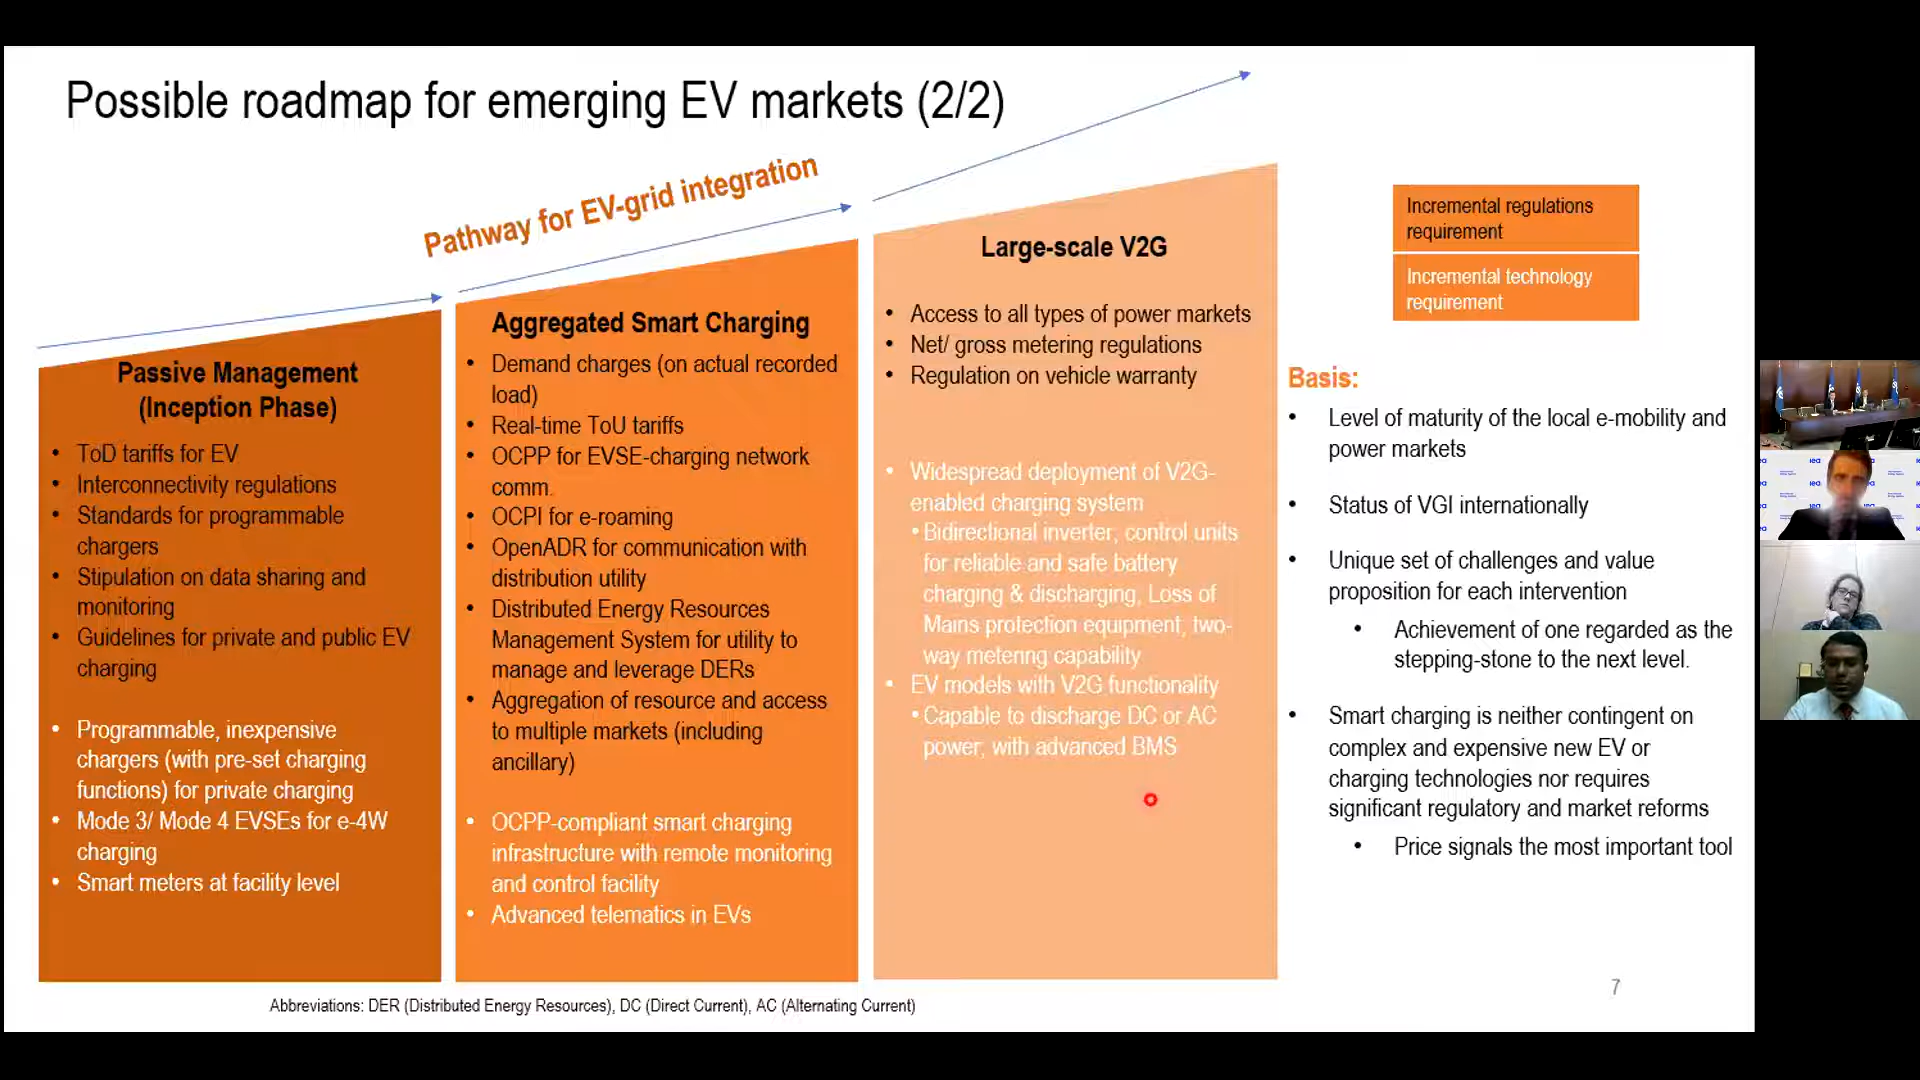 Possible roadmap for emerging EV markets (2/2)
Pathway for EV-grid integration
Passive Management
(Inception Phase)
• ToD tariffs for EV
• Interconnectivity regulations
• Standards for programmable
chargers
• Stipulation on data sharing and
monitoring
• Guidelines for private and public EV
charging
• Programmable, inexpensive
chargers (with pre-set charging
functions) for private charging
• Mode 3/ Mode 4 EVSEs for e-4W
charging
• Smart meters at facility level
Aggregated Smart Charging
• Demand charges (on actual recorded
load)
• Real-time ToU tariffs
• OCPP for EVSE-charging network
comm.
• OCPI for e-roaming
• OpenADR for communication with
distribution utility
• Distributed Energy Resources
Management System for utility to
manage and leverage DERs
• Aggregation of resource and access
to multiple markets (including
ancillary)
• OCPP-compliant smart charging
infrastructure with remote monitoring
and control facility
• Advanced telematics in EVs
Large-scale V2G
• Access to all types of power markets
• Net/ gross metering regulations
• Regulation on vehicle warranty
• Widespread deployment of V2G-
enabled charging system
• Bidirectional inverter, control units
for reliable and safe battery
charging & discharging, Loss of
Mains protection equipment, two-
way metering capability
• EV models with V2G functionality
• Capable to discharge DC or AC
power, with advanced BMS
Incremental regulations
requirement
Incremental technology
requirement
Basis:
• Level of maturity of the local e-mobility and
power markets
• Status of VGI internationally
• Unique set of challenges and value
proposition for each intervention
• Achievement of one regarded as the
stepping-stone to the next level.
• Smart charging is neither contingent on
complex and expensive new EV or
charging technologies nor requires
significant regulatory and market reforms
• Price signals the most important tool
7
Abbreviations: DER (Distributed Energy Resources), DC (Direct Current), AC (Alternating Current)
iea